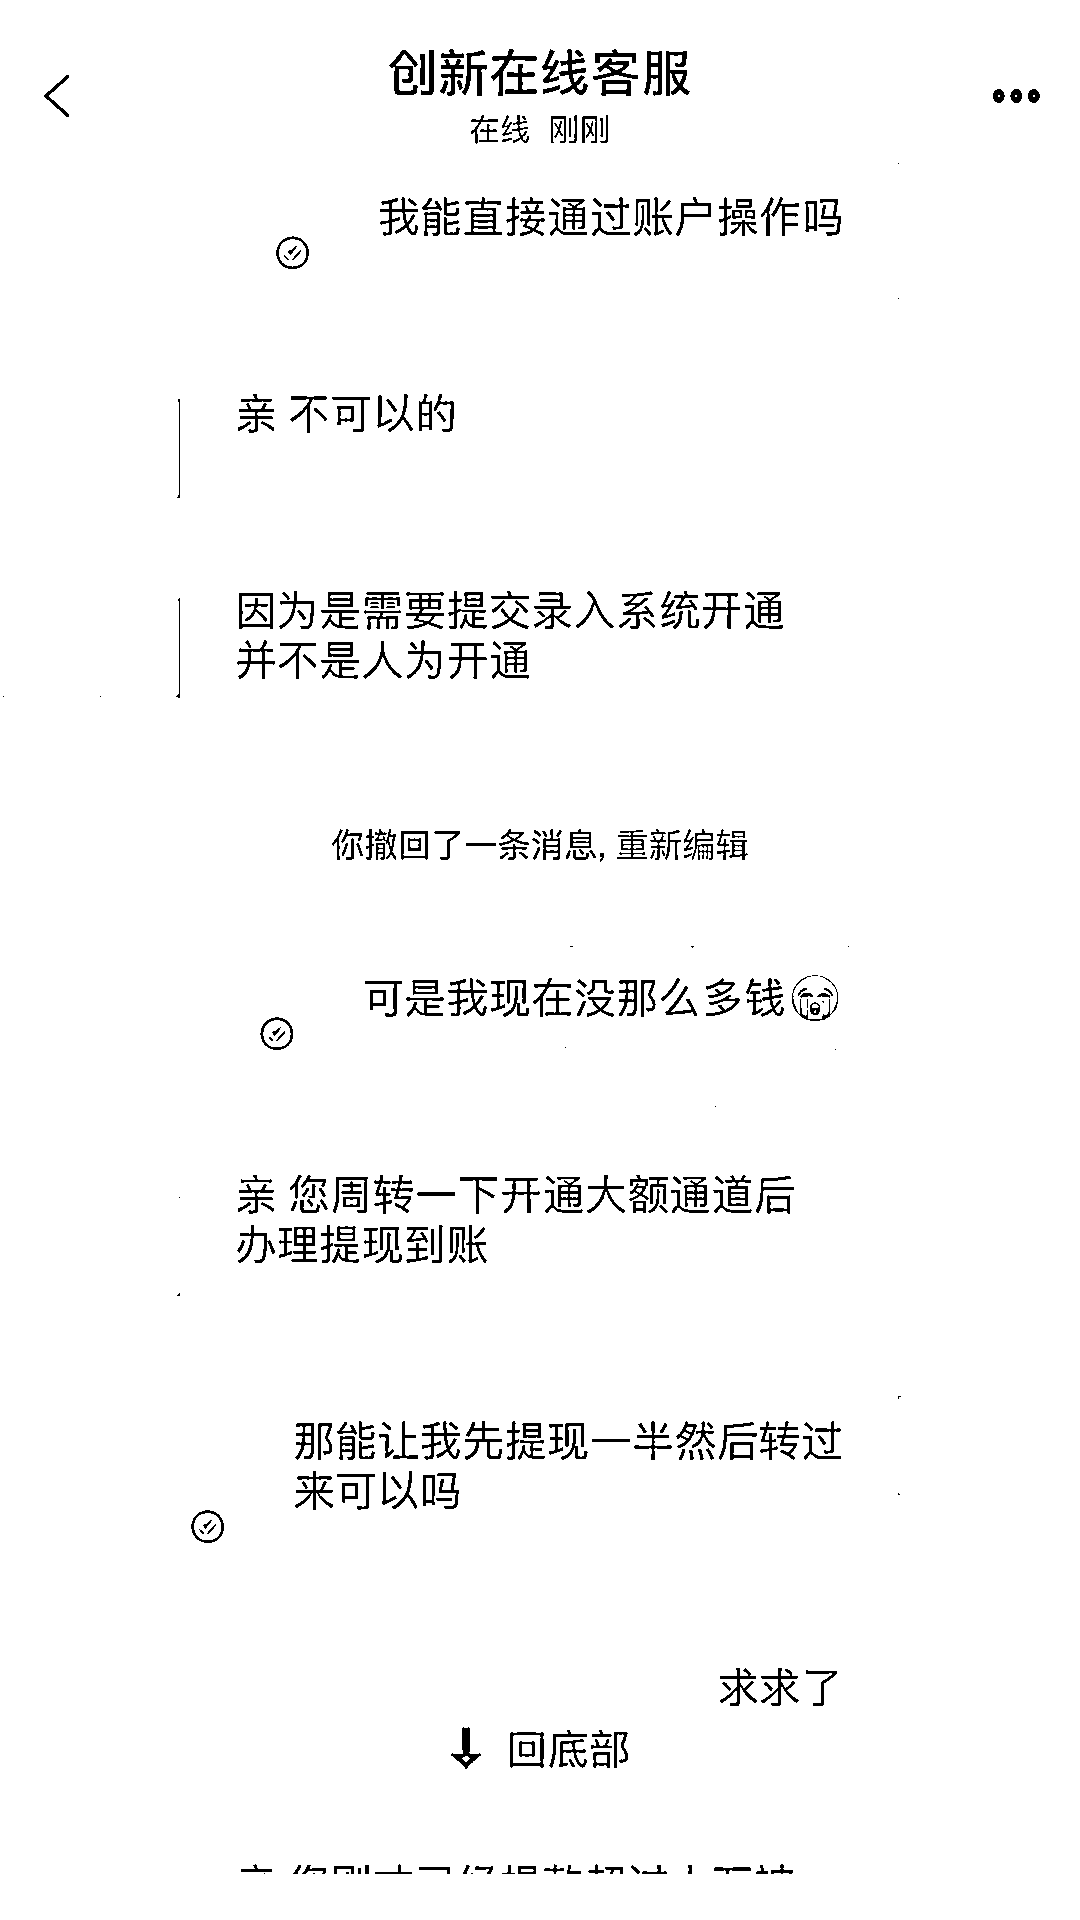 创新在线客服
在线 刚刚
我能直接通过账户操作吗
亲 不可以的
因为是需要提交录入系统开通
并不是人为开通
你撤回了一条消息, 重新编辑
可是我现在没那么多钱😭
亲 您周转一下开通大额通道后
办理提现到账
那能让我先提现一半然后转过
来可以吗
求求了
回底部